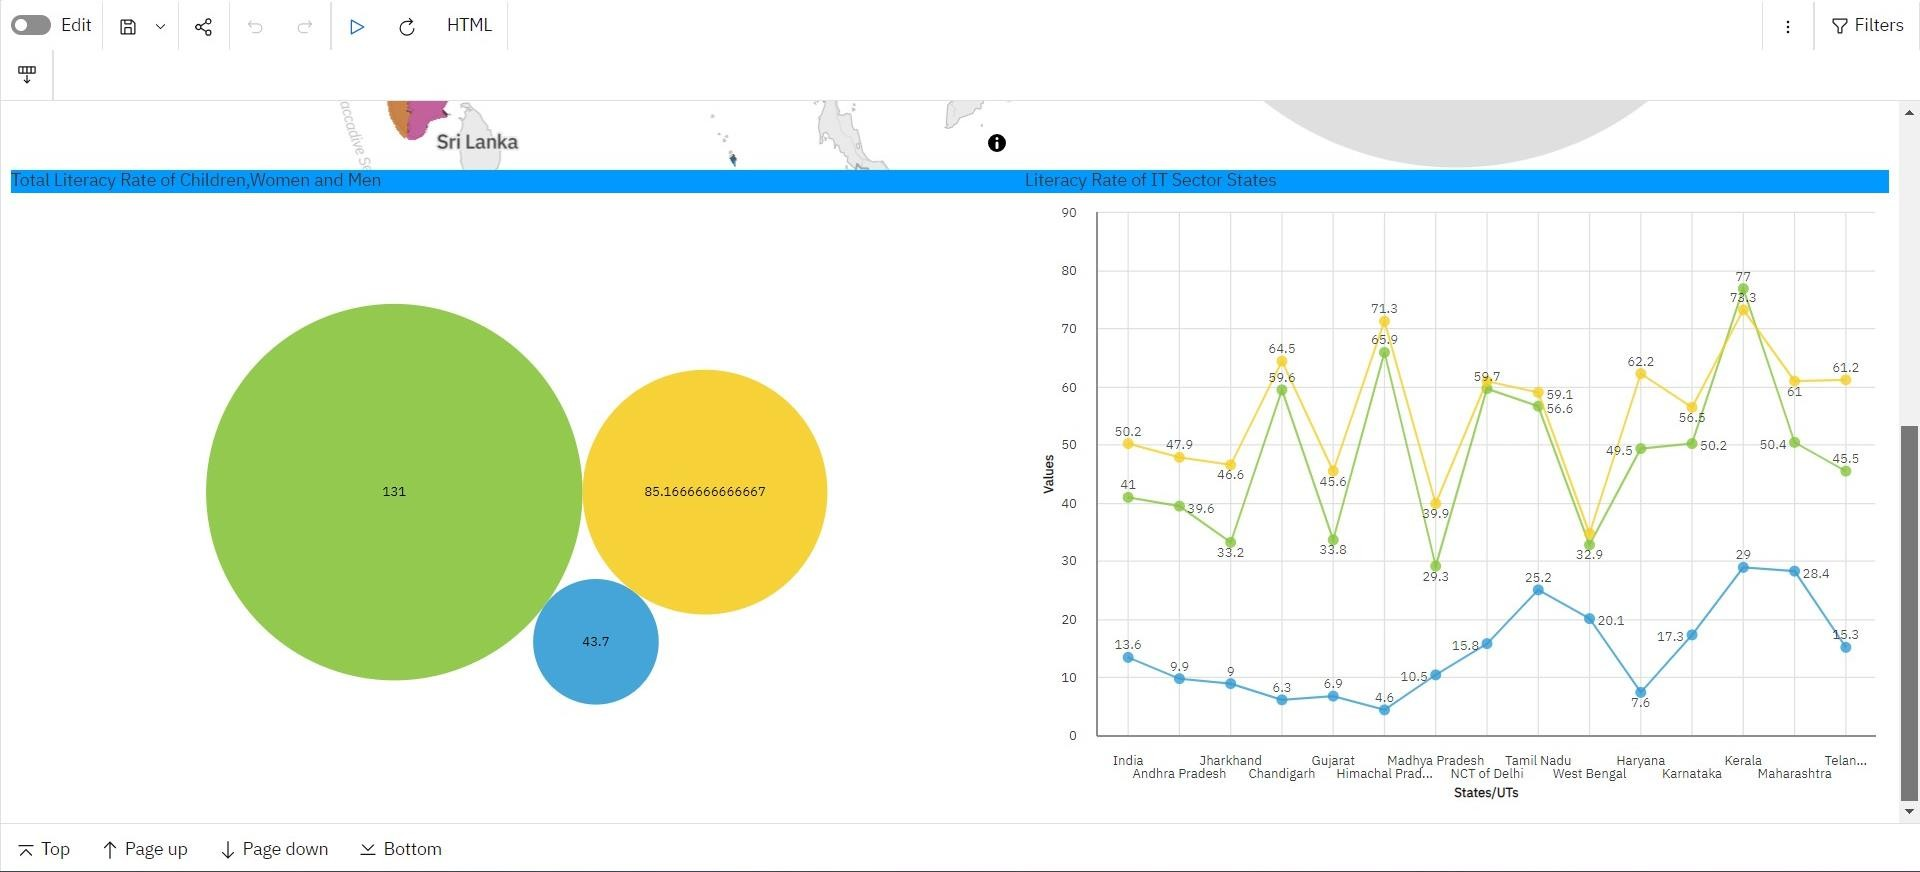 Edit
HTML
Filters
Sri Lanka
Total Literacy Rate of Children,Women and Men
Literacy Rate of IT Sector States
131
85.1666666666667
43.7
Values
90
80
70
60
50
40
30
20
10
0
50.2
47.9
46.6
64.5
45.6
71.3
39.9
59.1
62.2
56.5
73.3
61
61.2
41
39.6
33.2
59.6
33.8
65.9
29.3
59.7
56.6
32.9
49.5
50.2
77
50.4
45.5
13.6
9.9
9
6.3
6.9
4.6
10.5
15.8
25.2
20.1
7.6
17.3
29
28.4
15.3
India
Jharkhand
Gujarat
Madhya Pradesh
Tamil Nadu
Haryana
Kerala
Telan...
Andhra Pradesh
Chandigarh
Himachal Prad...
NCT of Delhi
West Bengal
Karnataka
Maharashtra
States/UTs
Top
Page up
Page down
Bottom